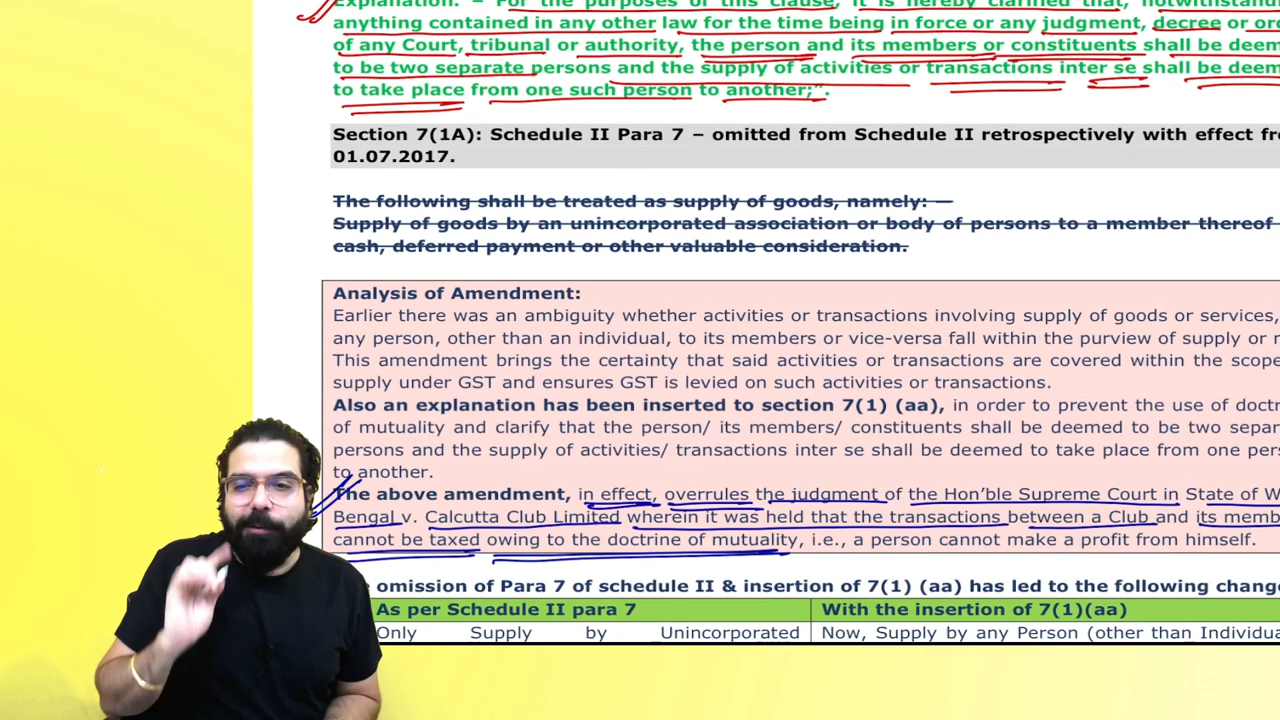 Explanation. – For the purposes of this clause, it is hereby clarified that,
anything contained in any other law for the time being in force or any judgment, decree or
of any Court, tribunal or authority, the person and its members or constituents shall be
to be two separate persons and the supply of activities or transactions inter se shall be
to take place from one such person to another;”.
Section 7(1A): Schedule II Para 7 – omitted from Schedule II retrospectively with effect
01.07.2017.
The following shall be treated as supply of goods, namely: —
Supply of goods by an unincorporated association or body of persons to a member thereof
cash, deferred payment or other valuable consideration.
Analysis of Amendment:
Earlier there was an ambiguity whether activities or transactions involving supply of goods or services,
any person, other than an individual, to its members or vice-versa fall within the purview of supply or
This amendment brings the certainty that said activities or transactions are covered within the scope
supply under GST and ensures GST is levied on such activities or transactions.
Also an explanation has been inserted to section 7(1) (aa), in order to prevent the use of
of mutuality and clarify that the person/ its members/ constituents shall be deemed to be two
persons and the supply of activities/ transactions inter se shall be deemed to take place from one
to another.
The above amendment, in effect, overrules the judgment of the Hon’ble Supreme Court in State of
Bengal v. Calcutta Club Limited wherein it was held that the transactions between a Club and its
cannot be taxed owing to the doctrine of mutuality, i.e., a person cannot make a profit from himself.
omission of Para 7 of schedule II & insertion of 7(1) (aa) has led to the following
As per Schedule II para 7 With the insertion of 7(1)(aa)
Only Supply by Unincorporated Now, Supply by any Person (other than